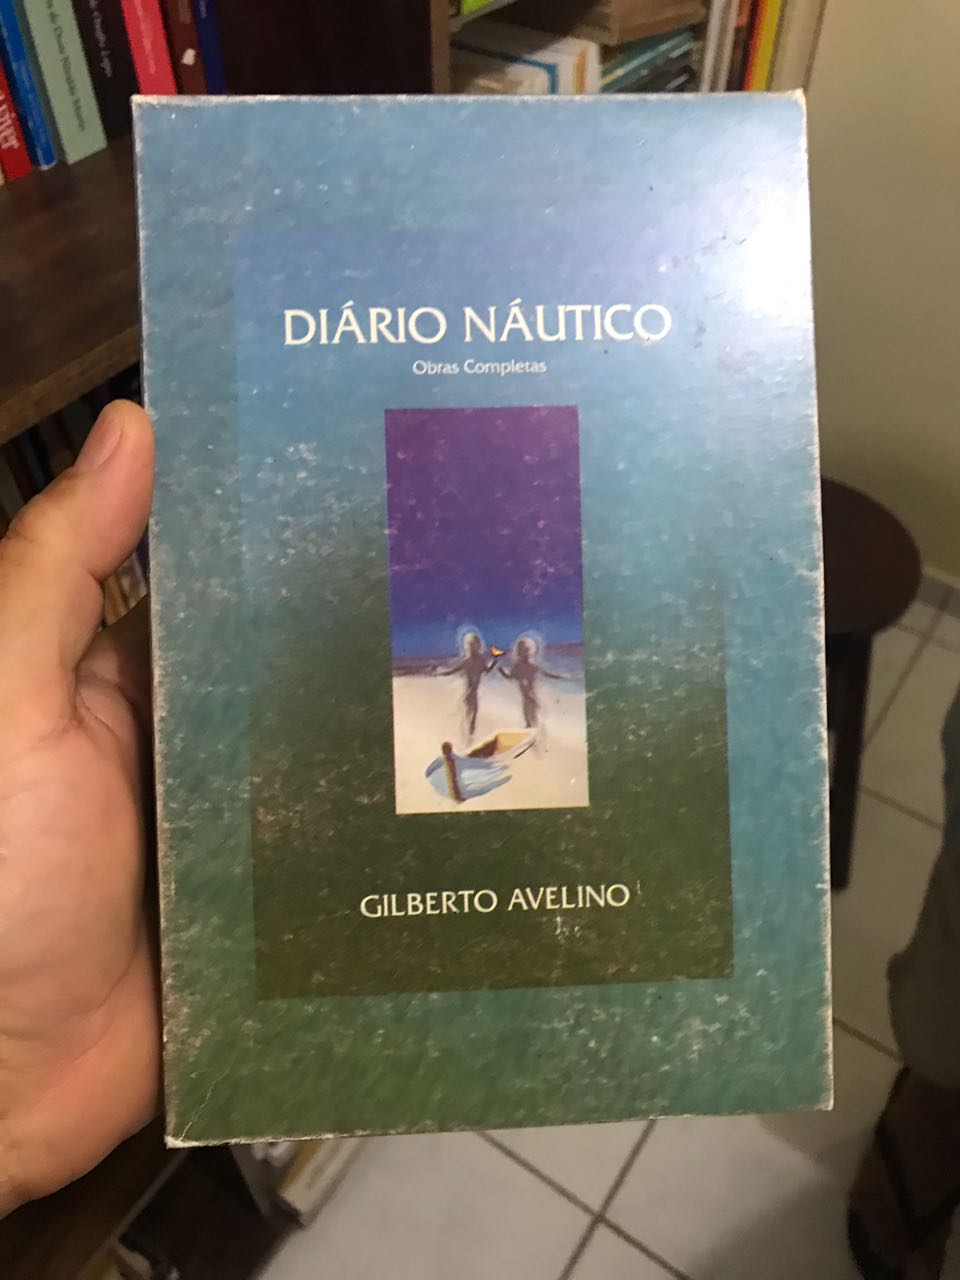 DIÁRIO NÁUTICO
Obras Completas
GILBERTO AVELINO